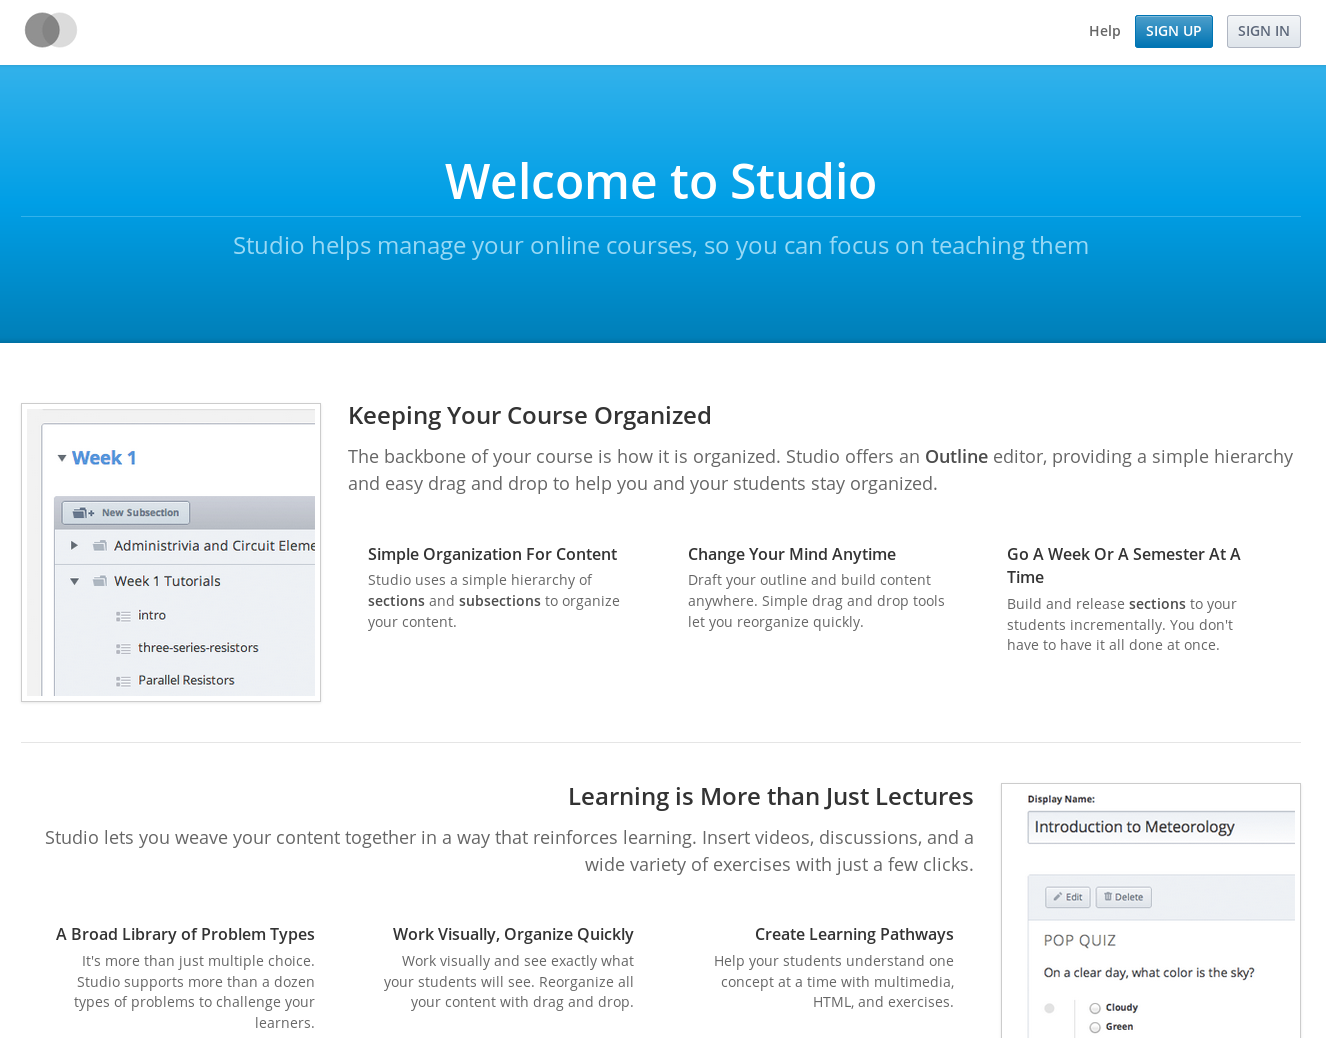 Help
SIGN UP
SIGN IN
Welcome to Studio
Studio helps manage your online courses, so you can focus on teaching them
Week 1
New Subsection
Administrivia and Circuit Eleme
Week 1 Tutorials
intro
three-series-resistors
Parallel Resistors
Keeping Your Course Organized
The backbone of your course is how it is organized. Studio offers an Outline editor, providing a simple hierarchy
and easy drag and drop to help you and your students stay organized.
Simple Organization For Content
Studio uses a simple hierarchy of
sections and subsections to organize
your content.
Change Your Mind Anytime
Draft your outline and build content
anywhere. Simple drag and drop tools
let you reorganize quickly.
Go A Week Or A Semester At A
Time
Build and release sections to your
students incrementally. You don't
have to have it all done at once.
Learning is More than Just Lectures
Studio lets you weave your content together in a way that reinforces learning. Insert videos, discussions, and a
wide variety of exercises with just a few clicks.
A Broad Library of Problem Types
It's more than just multiple choice.
Studio supports more than a dozen
types of problems to challenge your
learners.
Work Visually, Organize Quickly
Work visually and see exactly what
your students will see. Reorganize all
your content with drag and drop.
Create Learning Pathways
Help your students understand one
concept at a time with multimedia,
HTML, and exercises.
Display Name:
Introduction to Meteorology
Edit
Delete
POP QUIZ
On a clear day, what color is the sky?
Cloudy
Green